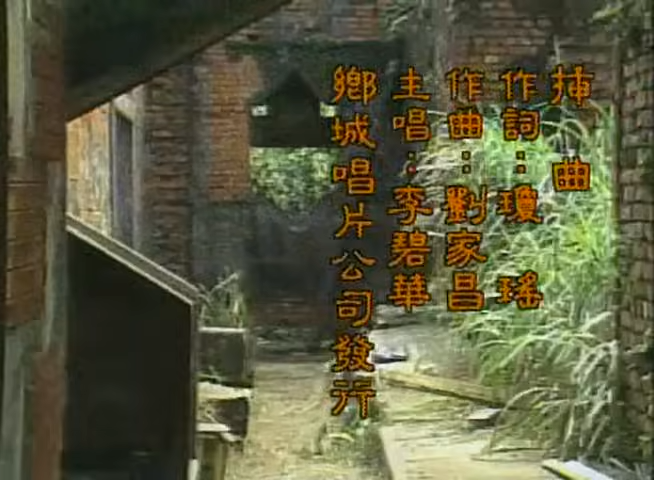 插曲
作詞：瓊瑤
作曲：劉家昌
主唱：李碧華
鄉城唱片公司發行